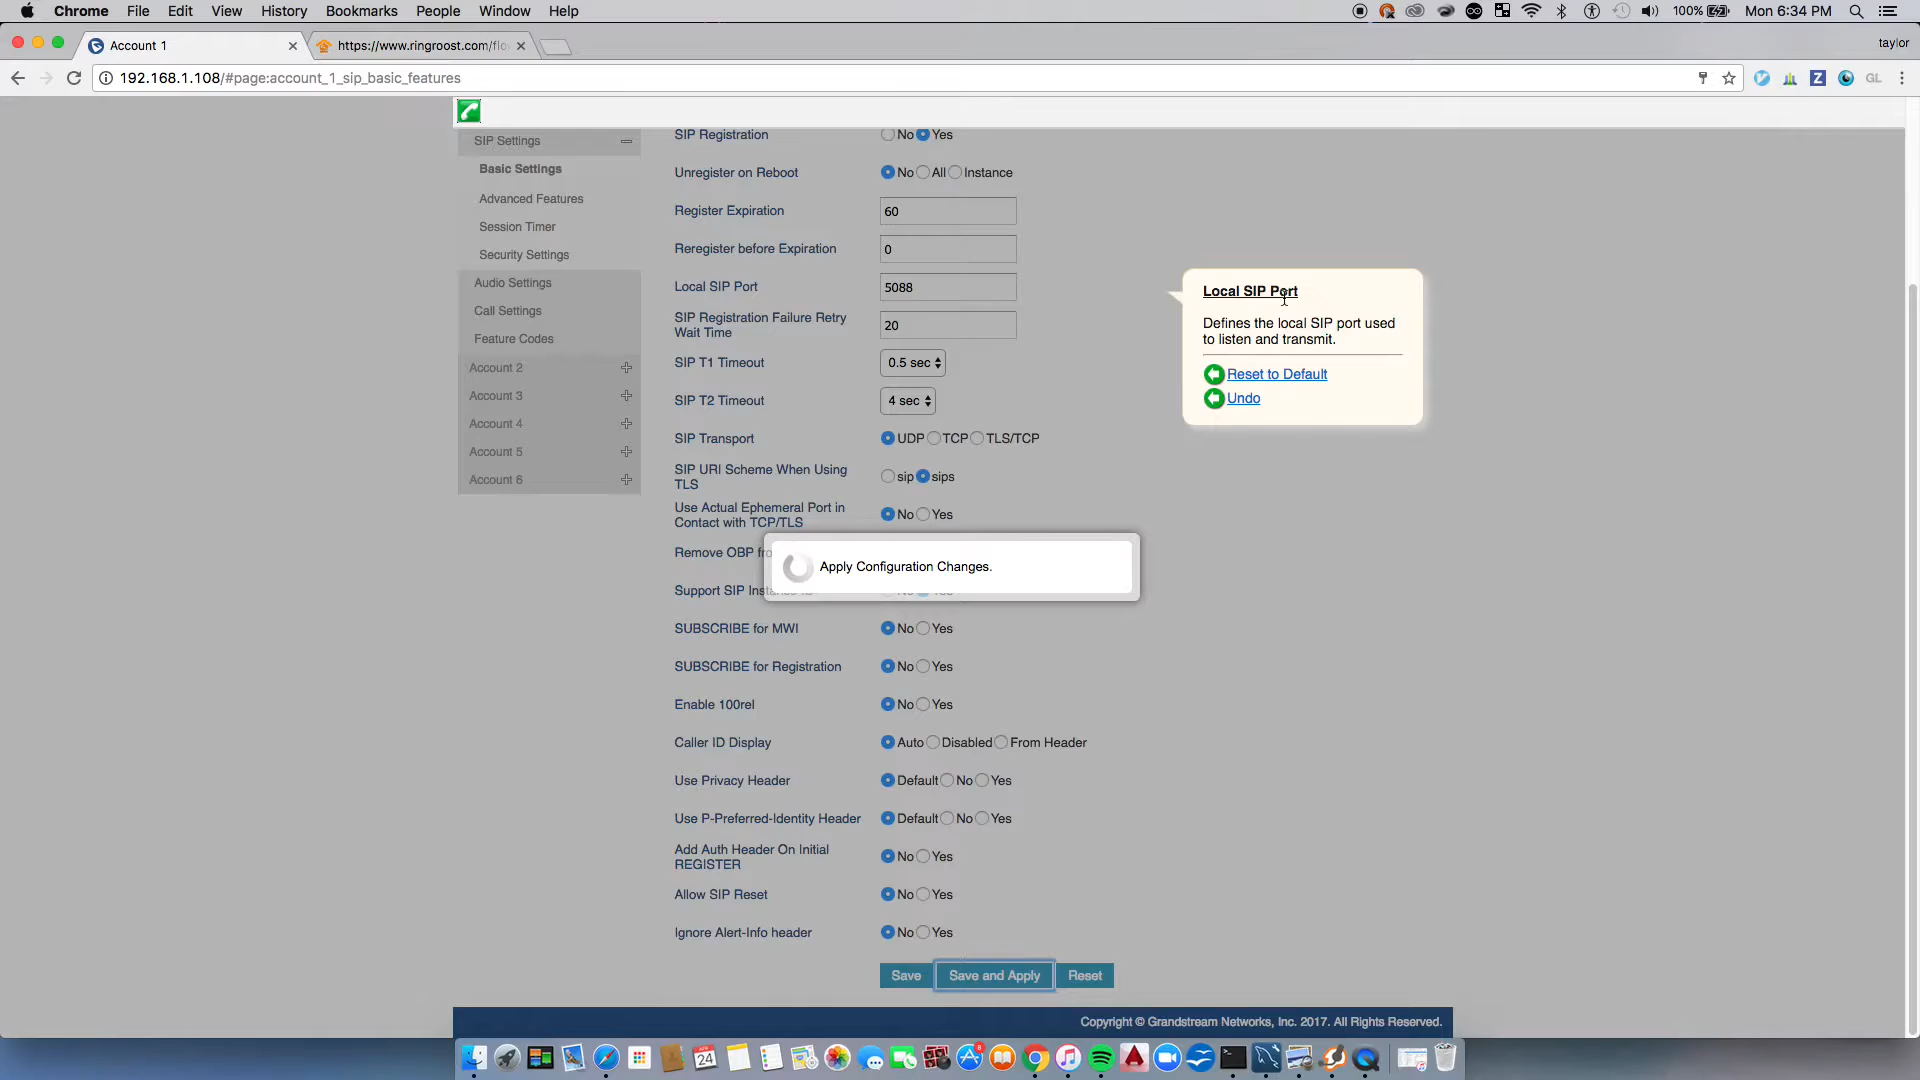 Chrome File Edit View History Bookmarks People Window Help 100% Mon 6:34 PM
Account 1 https://www.ringroost.com/flo taylor
192.168.1.108/#page:account_1_sip_basic_features Z GL
SIP Settings
Basic Settings
Advanced Features
Session Timer
Security Settings
Audio Settings
Call Settings
Feature Codes
Account 2
Account 3
Account 4
Account 5
Account 6
SIP Registration No Yes
Unregister on Reboot No All Instance
Register Expiration 60
Reregister before Expiration 0
Local SIP Port 5088
SIP Registration Failure Retry
Wait Time 20
SIP T1 Timeout 0.5 sec
SIP T2 Timeout 4 sec
SIP Transport UDP TCP TLS/TCP
SIP URI Scheme When Using
TLS sip sips
Use Actual Ephemeral Port in
Contact with TCP/TLS No Yes
Remove OBP
Support SIP
SUBSCRIBE for MWI No Yes
SUBSCRIBE for Registration No Yes
Enable 100rel No Yes
Caller ID Display Auto Disabled From Header
Use Privacy Header Default No Yes
Use P-Preferred-Identity Header Default No Yes
Add Auth Header On Initial
REGISTER No Yes
Allow SIP Reset No Yes
Ignore Alert-Info header No Yes
Save Save and Apply Reset
Local SIP Port
Defines the local SIP port used
to listen and transmit.
Reset to Default
Undo
Apply Configuration Changes.
Copyright © Grandstream Networks, Inc. 2017. All Rights Reserved.
24